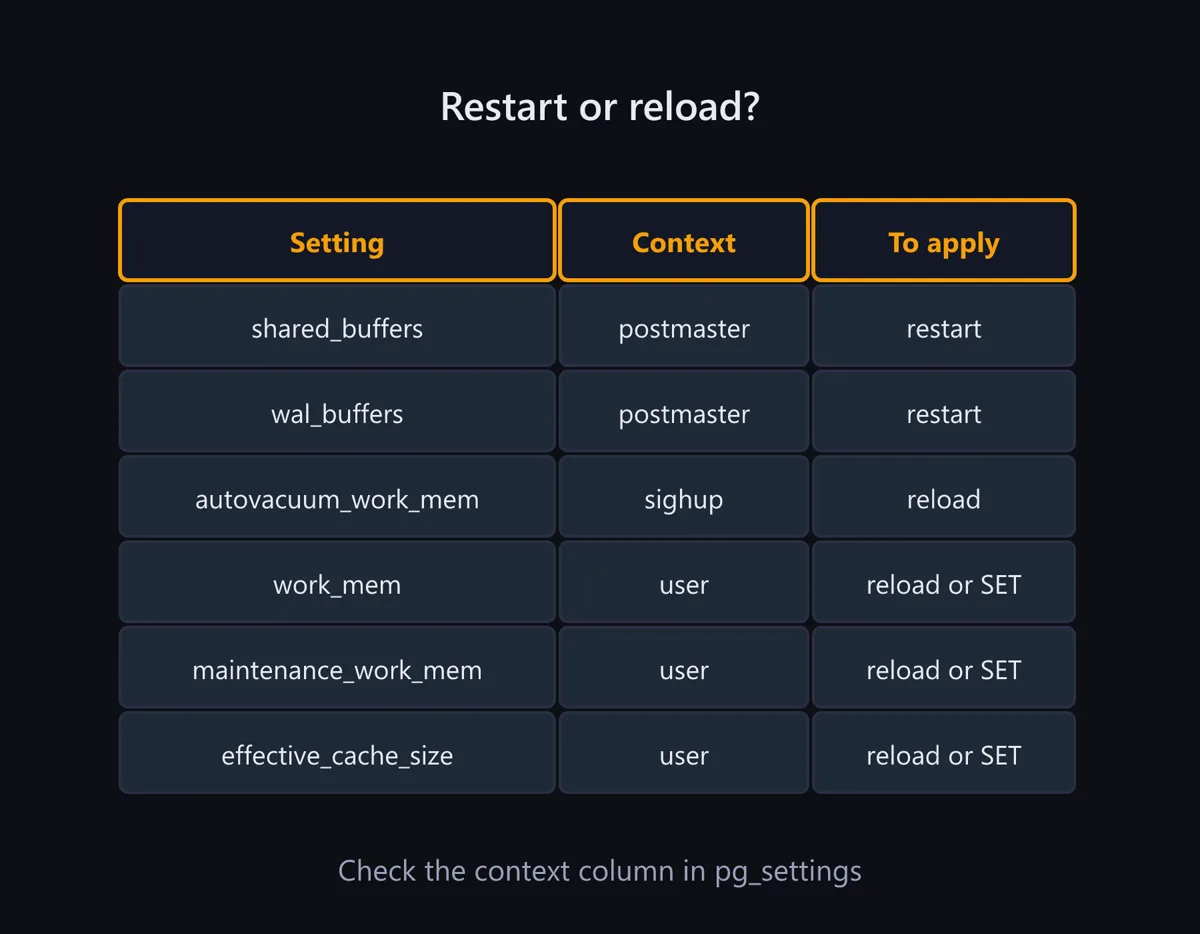 Restart or reload?
Setting Context To apply
shared_buffers postmaster restart
wal_buffers postmaster restart
autovacuum_work_mem sighup reload
work_mem user reload or SET
maintenance_work_mem user reload or SET
effective_cache_size user reload or SET
Check the context column in pg_settings